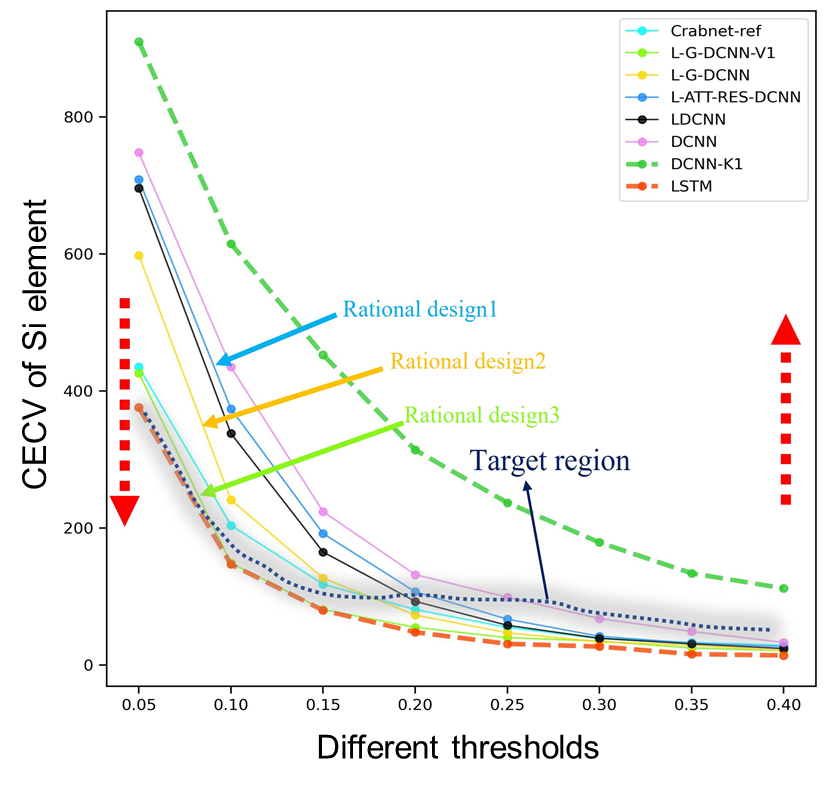 Crabnet-ref
L-G-DCNN-V1
L-G-DCNN
L-ATT-RES-DCNN
LDCNN
DCNN
DCNN-K1
LSTM
800
600
400
200
0
CECV of Si element
Rational design1
Rational design2
Rational design3
Target region
0.05 0.10 0.15 0.20 0.25 0.30 0.35 0.40
Different thresholds